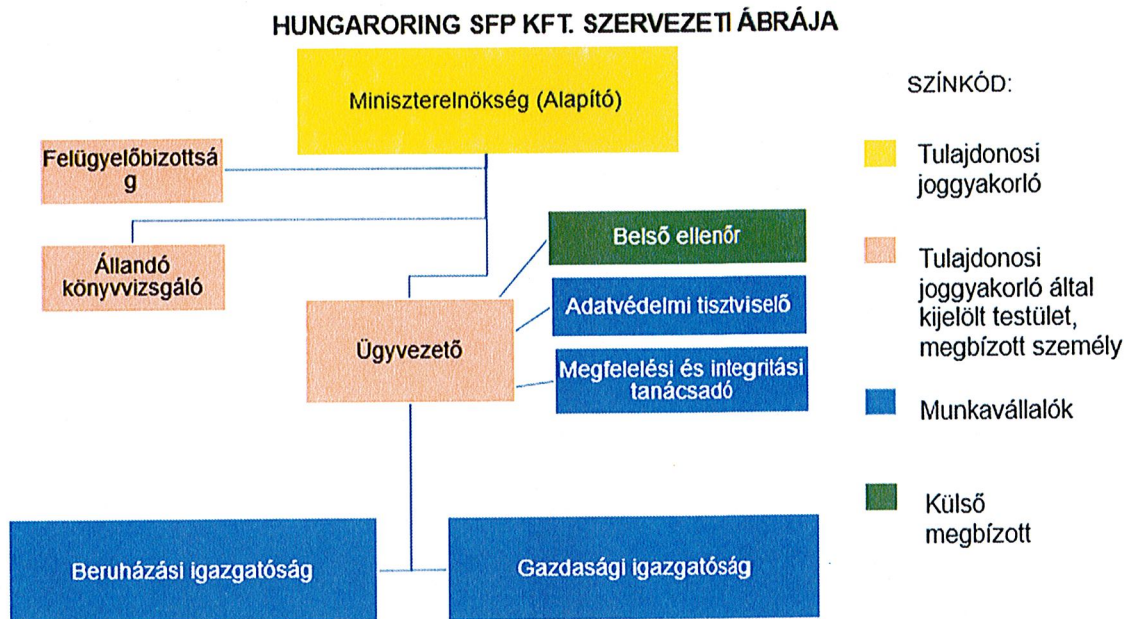 HUNGARORING SFP KFT. SZERVEZETI ÁBRÁJA
Miniszterelnökség (Alapító)
Felügyelőbizottsá
g
Állandó
könyvvizsgáló
Belső ellenőr
Adatvédelmi tisztviselő
Ügyvezető
Megfelelési és integritási
tanácsadó
Beruházási igazgatóság
Gazdasági igazgatóság
SZÍNKÓD:
Tulajdonosi
joggyakorló
Tulajdonosi
joggyakorló által
kijelölt testület,
megbízott személy
Munkavállalók
Külső
megbízott